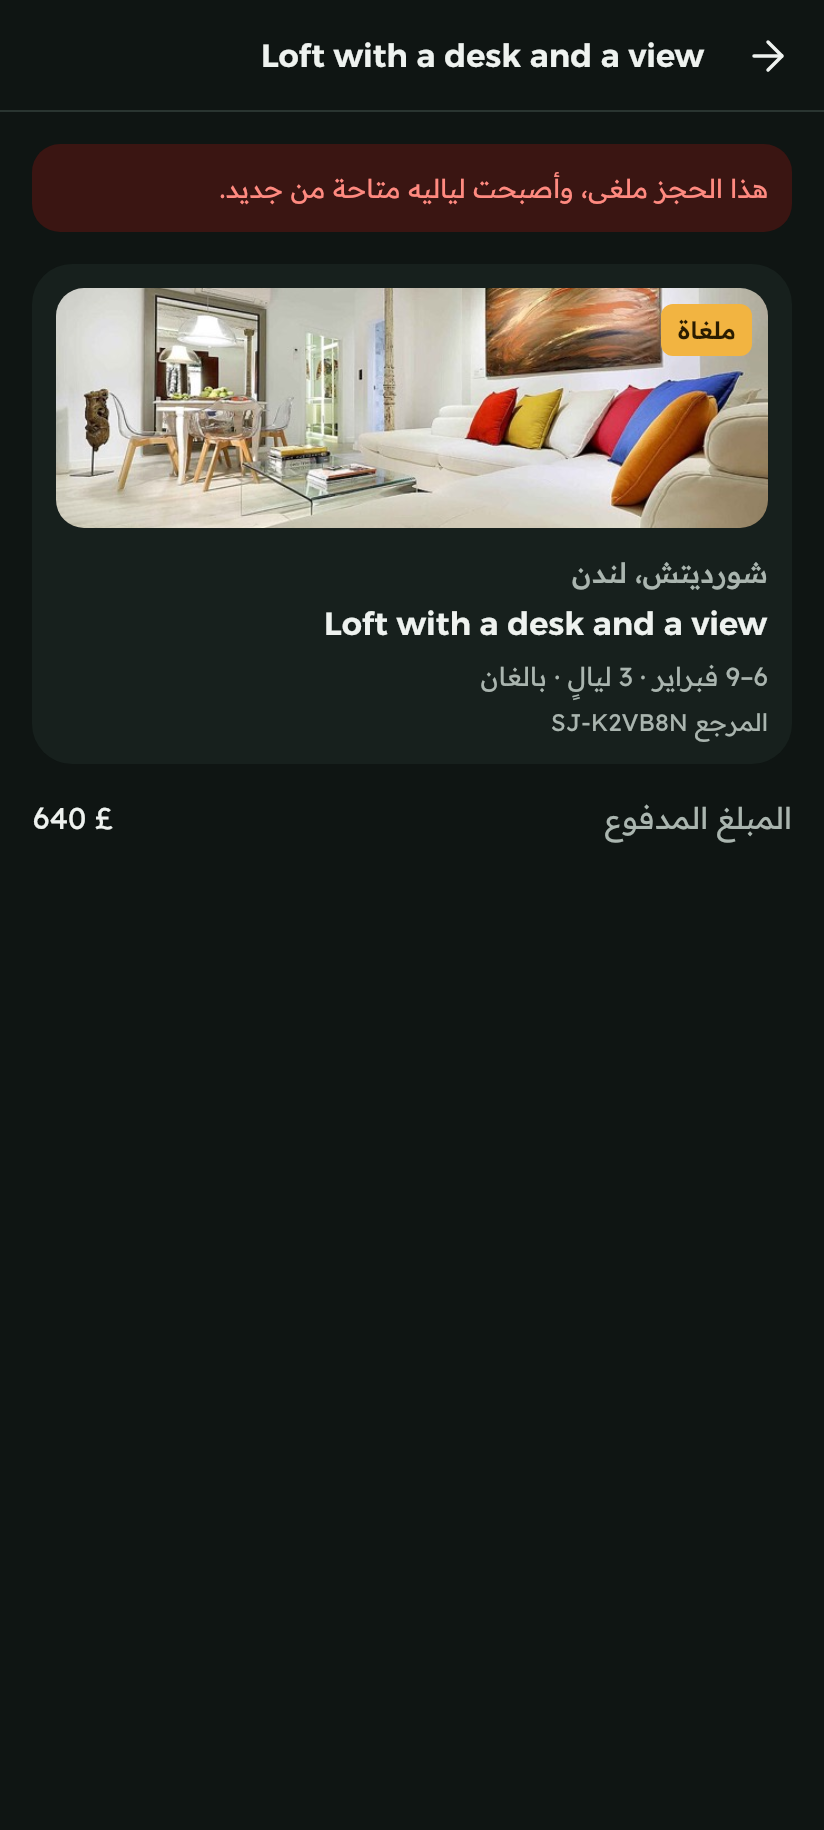 Loft with a desk and a view
هذا الحجز ملغى، وأصبحت لياليه متاحة من جديد.
ملغاة
شورديتش، لندن
Loft with a desk and a view
6–9 فبراير · 3 ليالٍ · بالغان
المرجع SJ-K2VB8N
المبلغ المدفوع
640 £